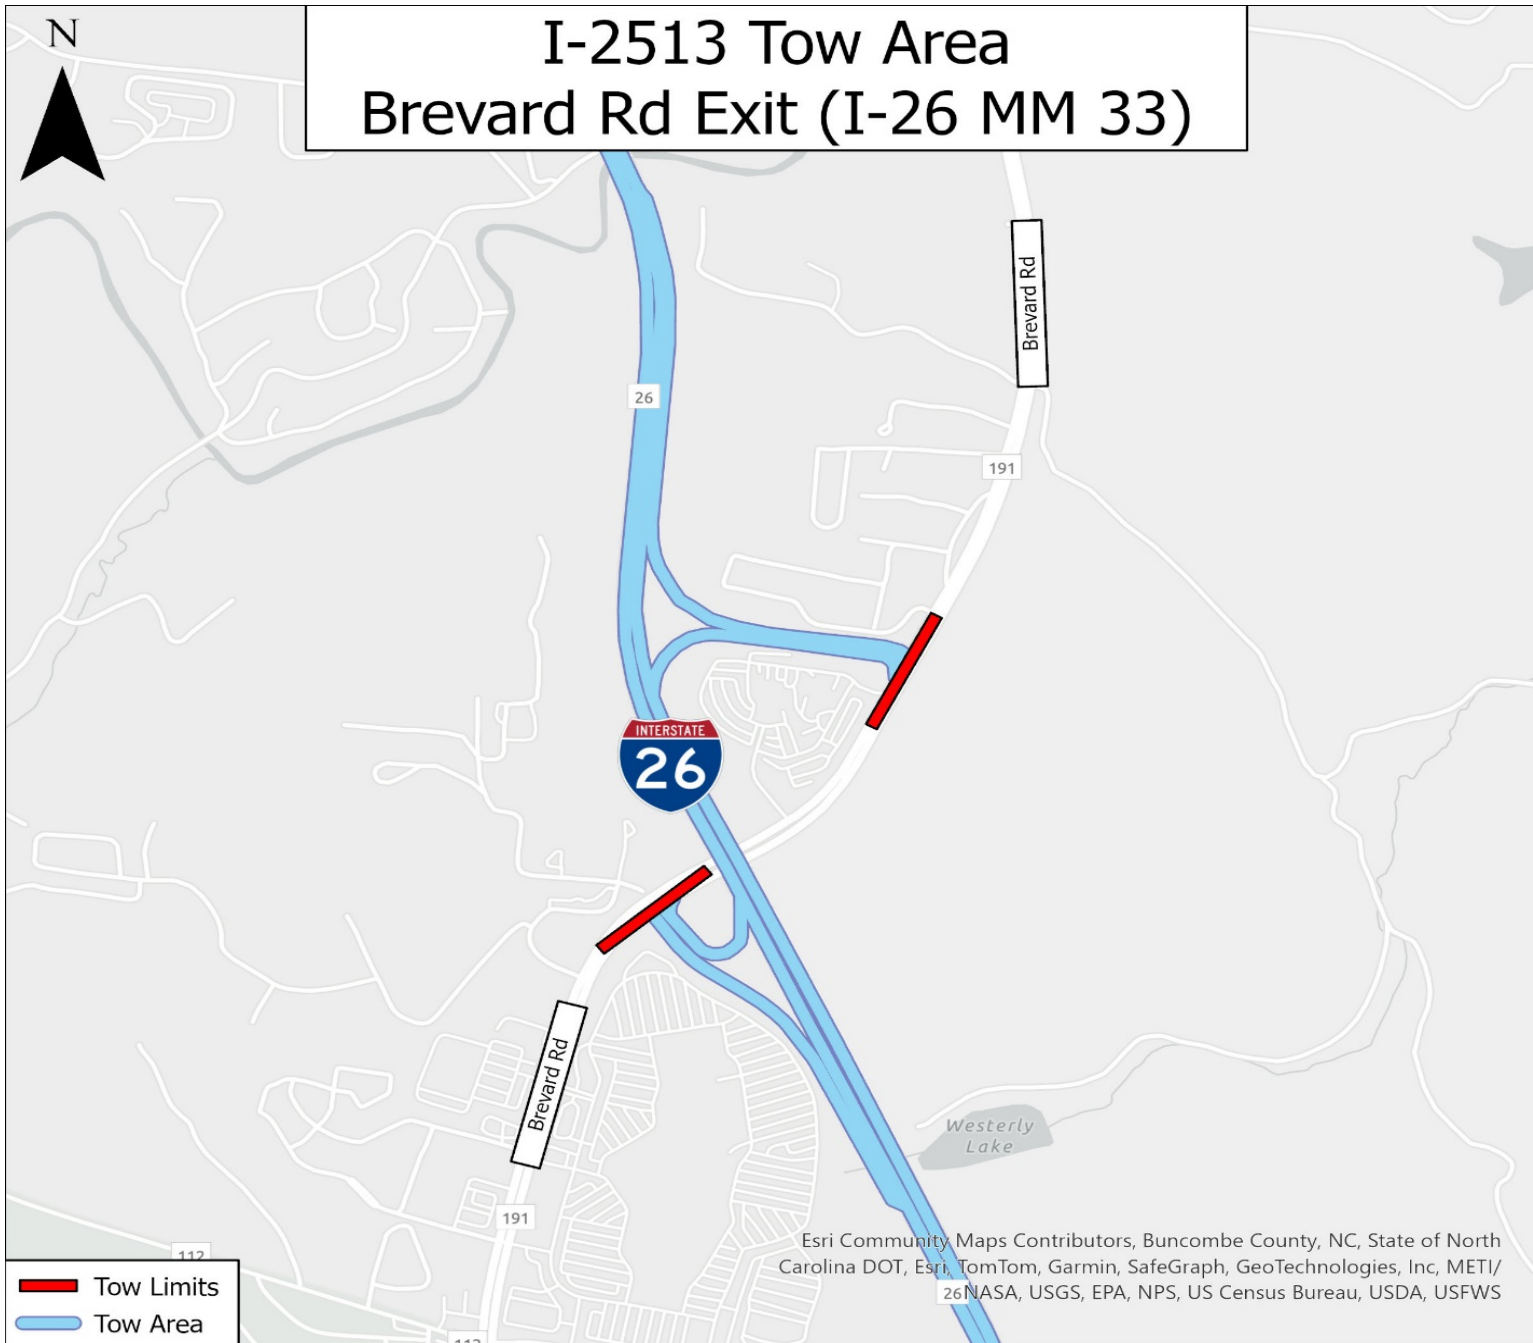 N
I-2513 Tow Area
Brevard Rd Exit (I-26 MM 33)
Brevard Rd
26
191
INTERSTATE
26
Brevard Rd
Westerly
Lake
191
112
Esri Community Maps Contributors, Buncombe County, NC, State of North
Carolina DOT, Esri, TomTom, Garmin, SafeGraph, GeoTechnologies, Inc, METI/
NASA, USGS, EPA, NPS, US Census Bureau, USDA, USFWS
26
Tow Limits
Tow Area